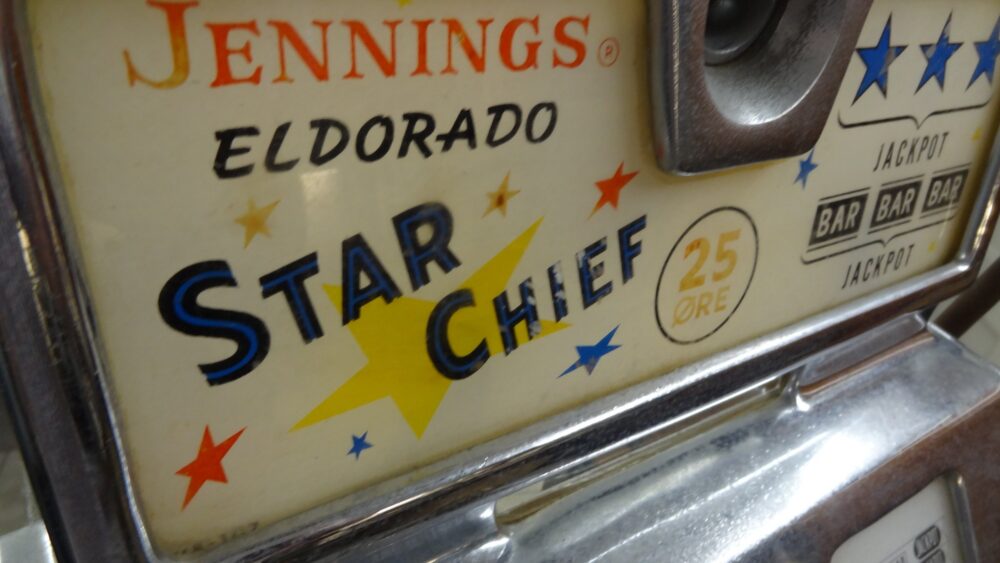 JENNINGS®
ELDORADO
STAR
CHIEF
25
ØRE
JACKPOT
BAR BAR BAR
JACKPOT